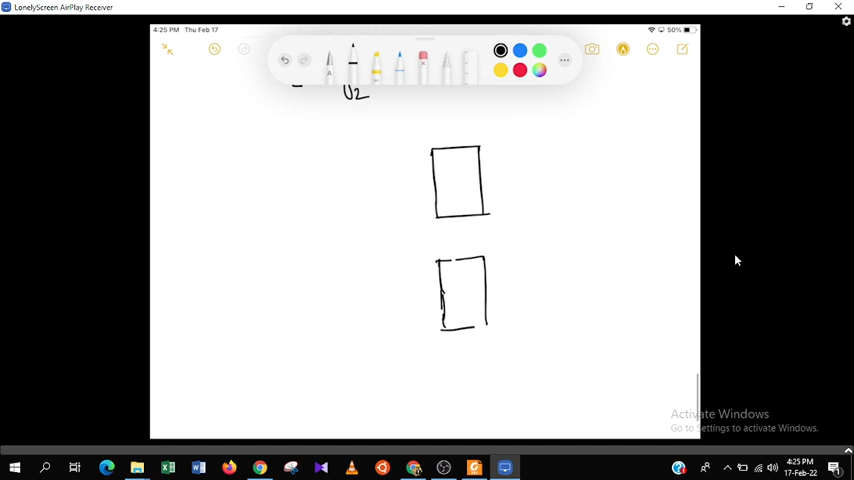 LonelyScreen AirPlay Receiver
4:25 PM Thu Feb 17
50%
A
U2
Activate Windows
Go to Settings to activate Windows.
4:25 PM
17-Feb-22